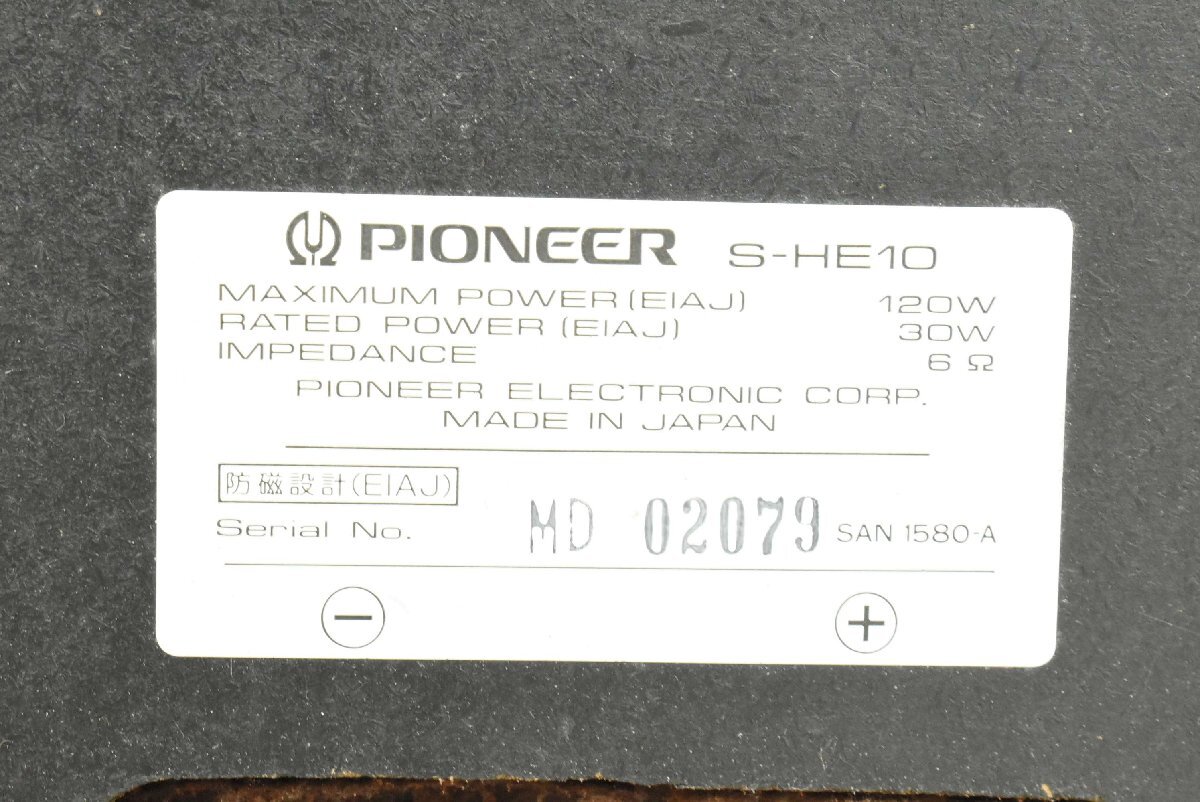 PIONEER S-HE10
MAXIMUM POWER (EIAJ) 120W
RATED POWER (EIAJ) 30W
IMPEDANCE 6 Ω
PIONEER ELECTRONIC CORP.
MADE IN JAPAN
防磁設計(EIAJ)
Serial No. MD 02079 SAN 1580-A
− +